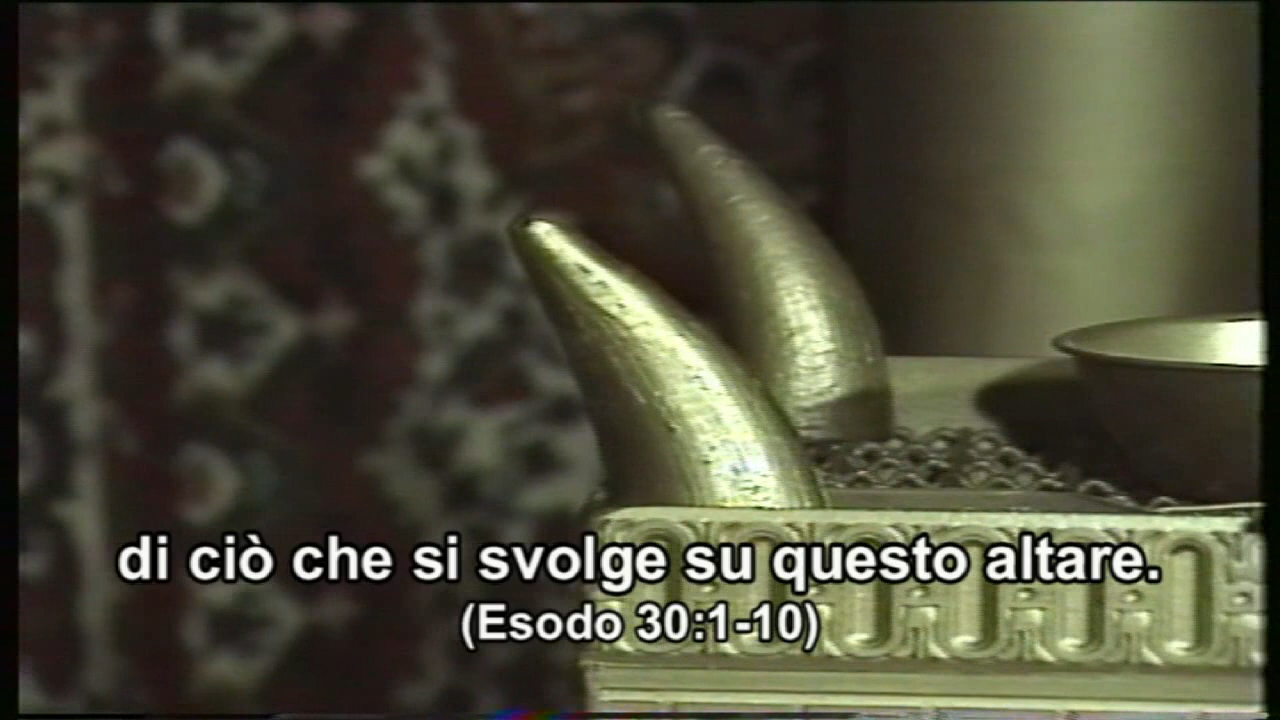 di ciò che si svolge su questo altare.
(Esodo 30:1-10)